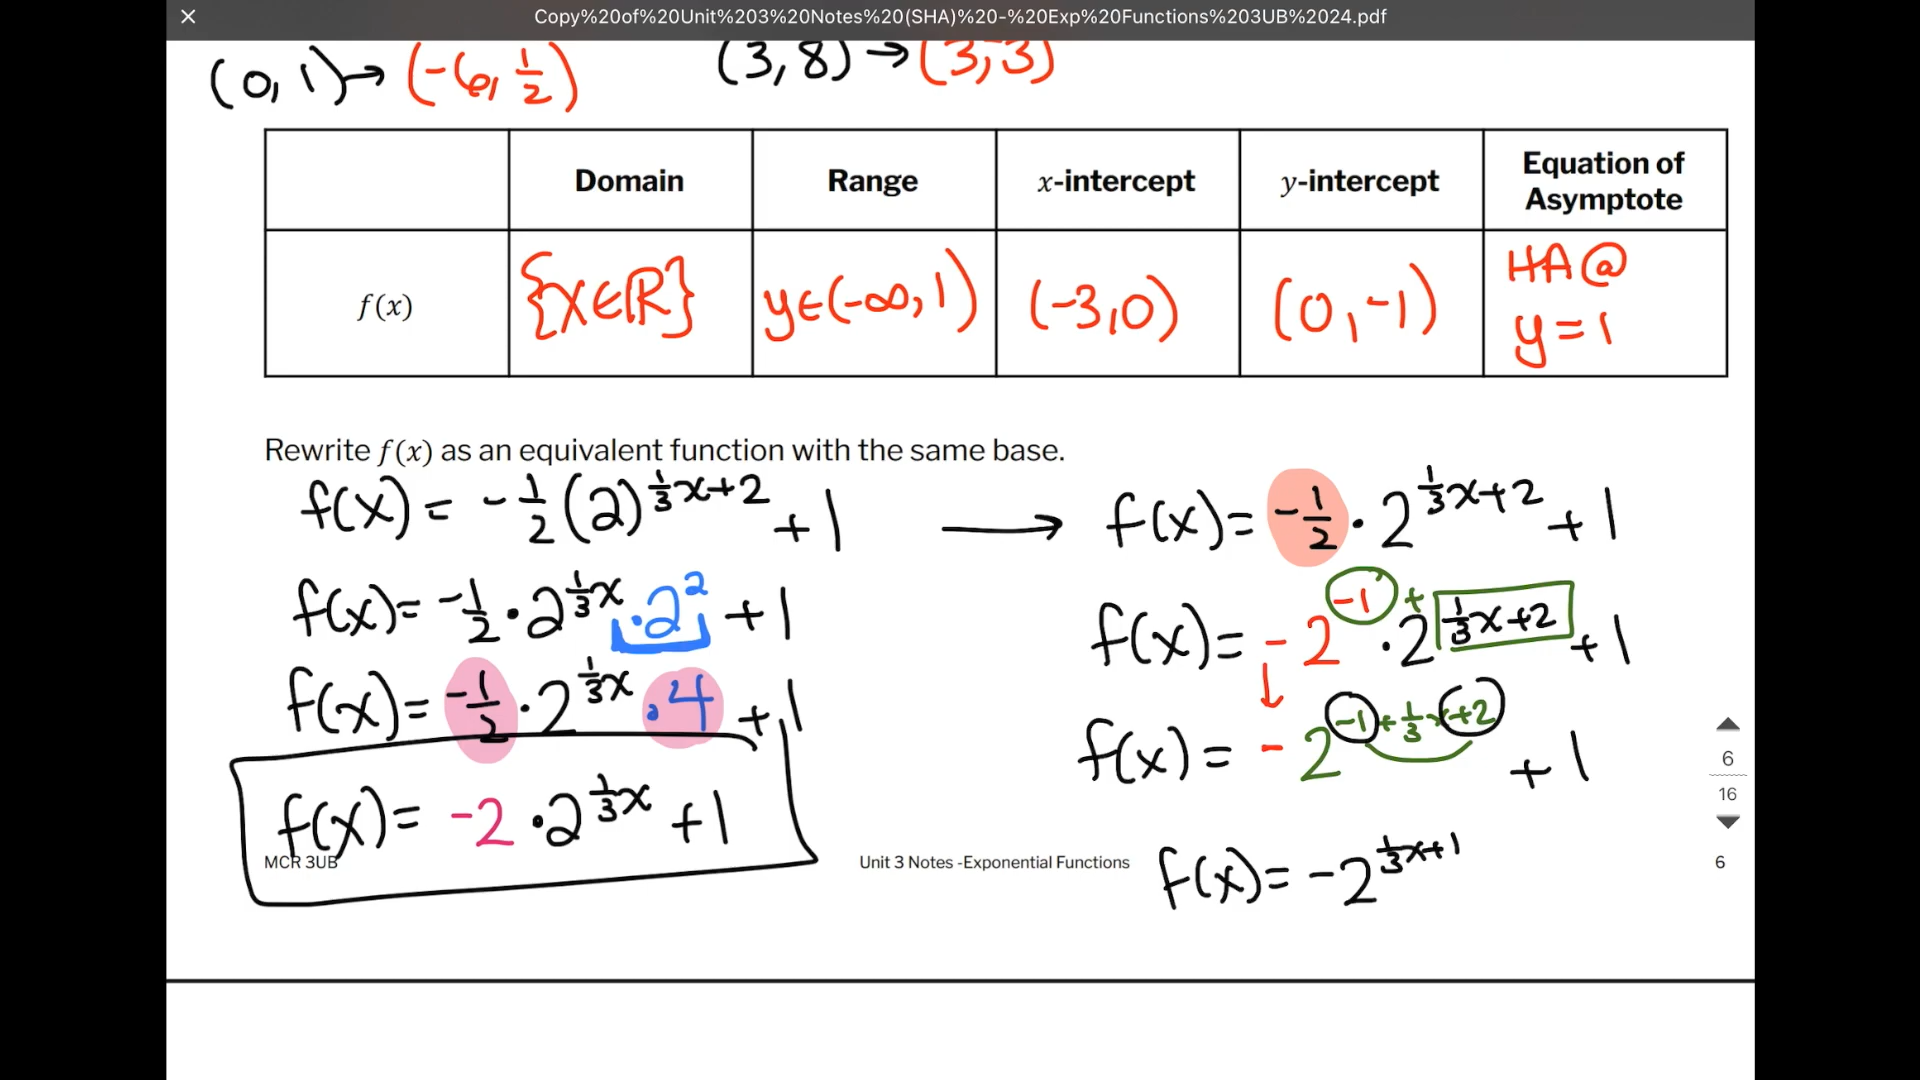 Copy%20of%20Unit%203%20Notes%20(SHA)%20-%20Exp%20Functions%203UB%2024.pdf
(0, 1) → (-6, 1/2) (3, 8) → (3, -3)
Domain Range x-intercept y-intercept Equation of Asymptote
f(x) {x∈ℝ} y∈(-∞, 1) (-3, 0) (0, -1) HA@ y = 1
Rewrite f(x) as an equivalent function with the same base.
f(x) = -1/2 (2)^(1/3x+2) + 1 → f(x) = -1/2 · 2^(1/3x+2) + 1
f(x) = -1/2 · 2^(1/3x) · 2^2 + 1 f(x) = -2^(-1) + · 2^(1/3x+2) + 1
f(x) = -1/2 · 2^(1/3x) · 4 + 1 f(x) = -2^(-1+1/3x+2) + 1
f(x) = -2 · 2^(1/3x) + 1 f(x) = -2^(1/3x+1)
MCR 3UB Unit 3 Notes -Exponential Functions 6
6
16